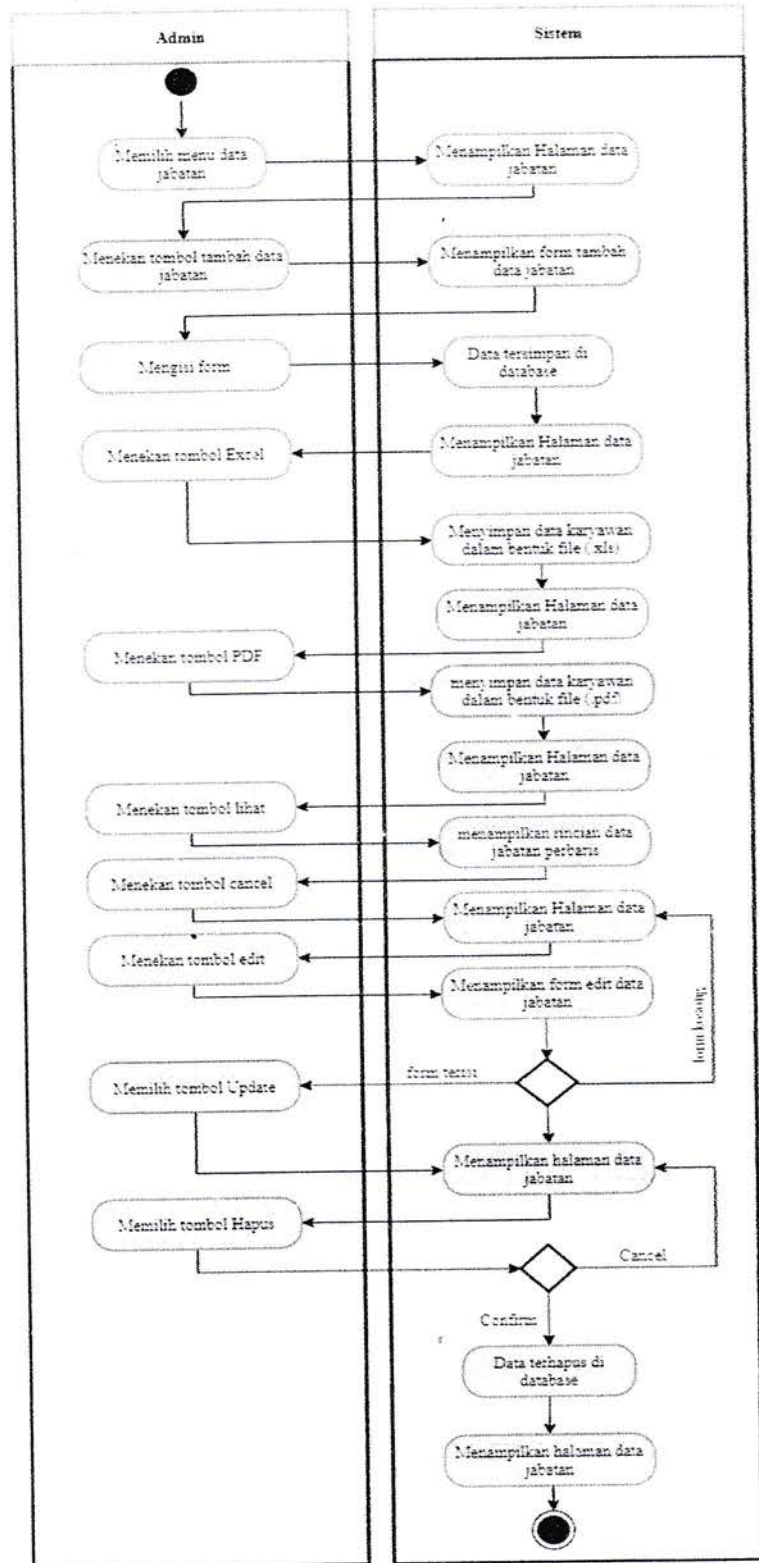 Admin
Sistem
Memilih menu data
jabatan
Menampilkan Halaman data
jabatan
Menekan tombol tambah data
jabatan
Menampilkan form tambah
data jabatan
Mengisi form
Data tersimpan di
database
Menekan tombol Excel
Menampilkan Halaman data
jabatan
Menyimpan data karyawan
dalam bentuk file (.xls)
Menampilkan Halaman data
jabatan
Menekan tombol PDF
menyimpan data karyawan
dalam bentuk file (.pdf)
Menampilkan Halaman data
jabatan
Menekan tombol lihat
menampilkan rincian data
jabatan perbaris
Menekan tombol cancel
Menampilkan Halaman data
jabatan
Menekan tombol edit
Menampilkan form edit data
jabatan
form kosong
form terisi
Memilih tombol Update
Menampilkan halaman data
jabatan
Memilih tombol Hapus
Cancel
Confirm
Data terhapus di
database
Menampilkan halaman data
jabatan